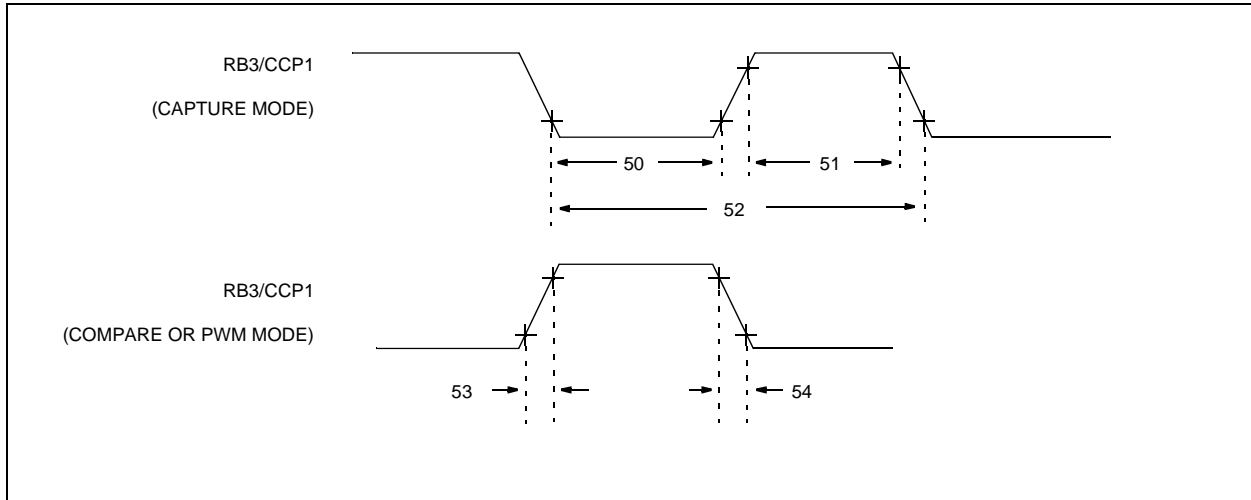 RB3/CCP1
(CAPTURE MODE)
50
51
52
RB3/CCP1
(COMPARE OR PWM MODE)
53
54